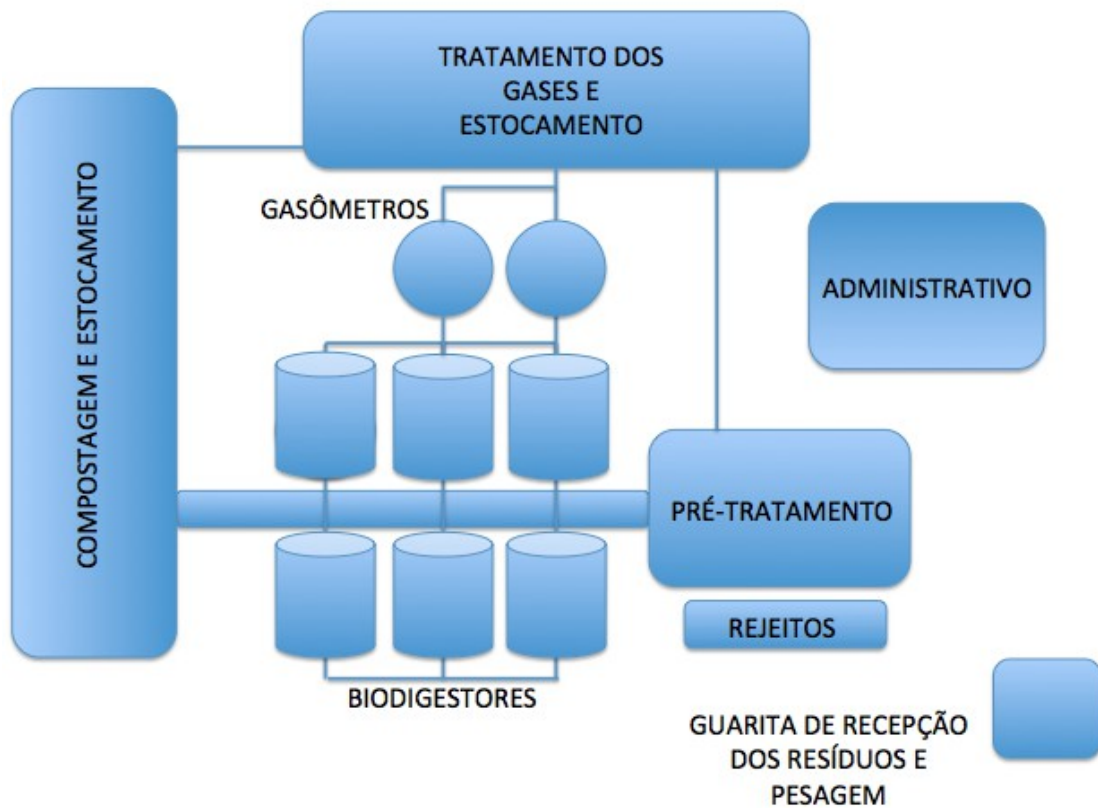 TRATAMENTO DOS
GASES E
ESTOCAMENTO
COMPOSTAGEM E ESTOCAMENTO
GASÔMETROS
ADMINISTRATIVO
PRÉ-TRATAMENTO
REJEITOS
BIODIGESTORES
GUARITA DE RECEPÇÃO
DOS RESÍDUOS E
PESAGEM